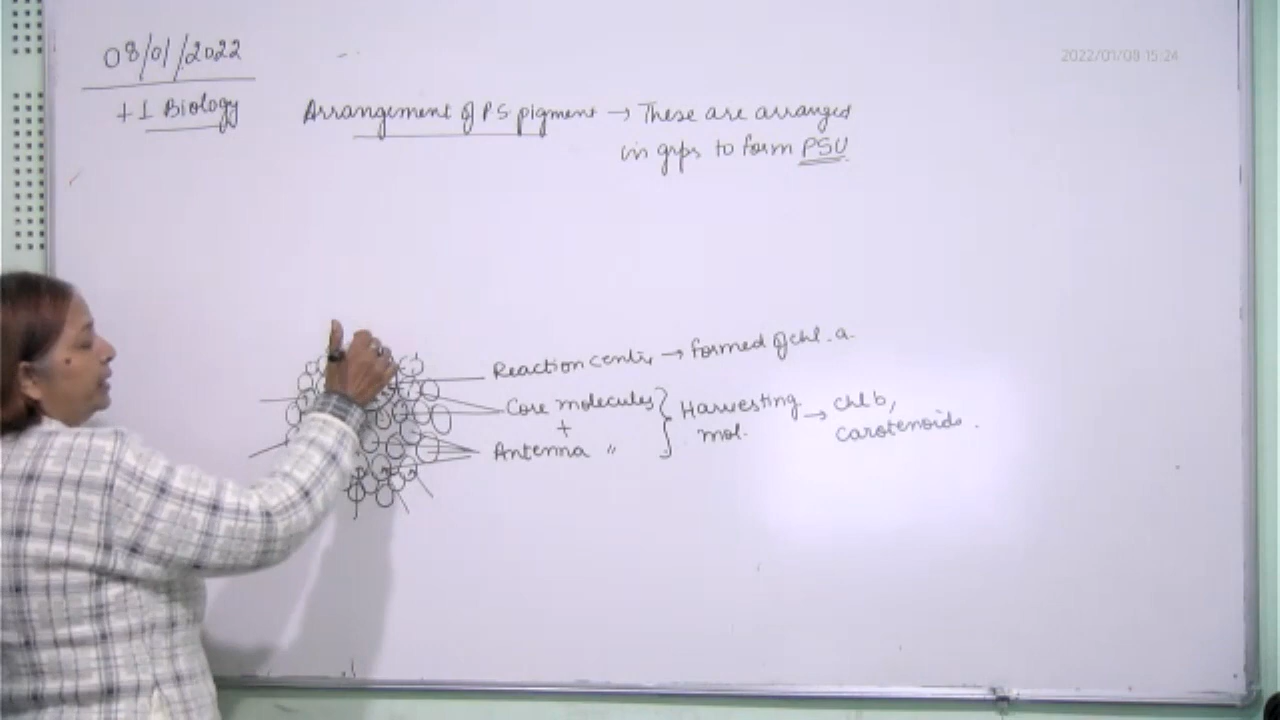 2022/01/08 15:24
08/01/2022
+1 Biology
Arrangement of PS pigment → These are arranged
in grps to form PSU
Reaction centre → formed of chl. a.
Core molecules } Harvesting → chl b,
+ mol. carotenoids.
Antenna "